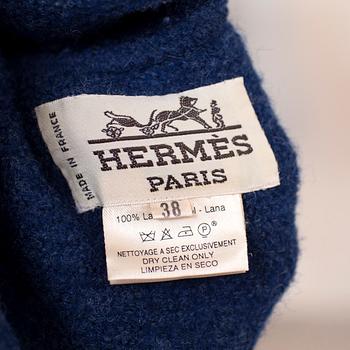 MADE IN FRANCE
HERMÈS
PARIS
38
100% La - Lana
P
NETTOYAGE A SEC EXCLUSIVEMENT
DRY CLEAN ONLY
LIMPIEZA EN SECO